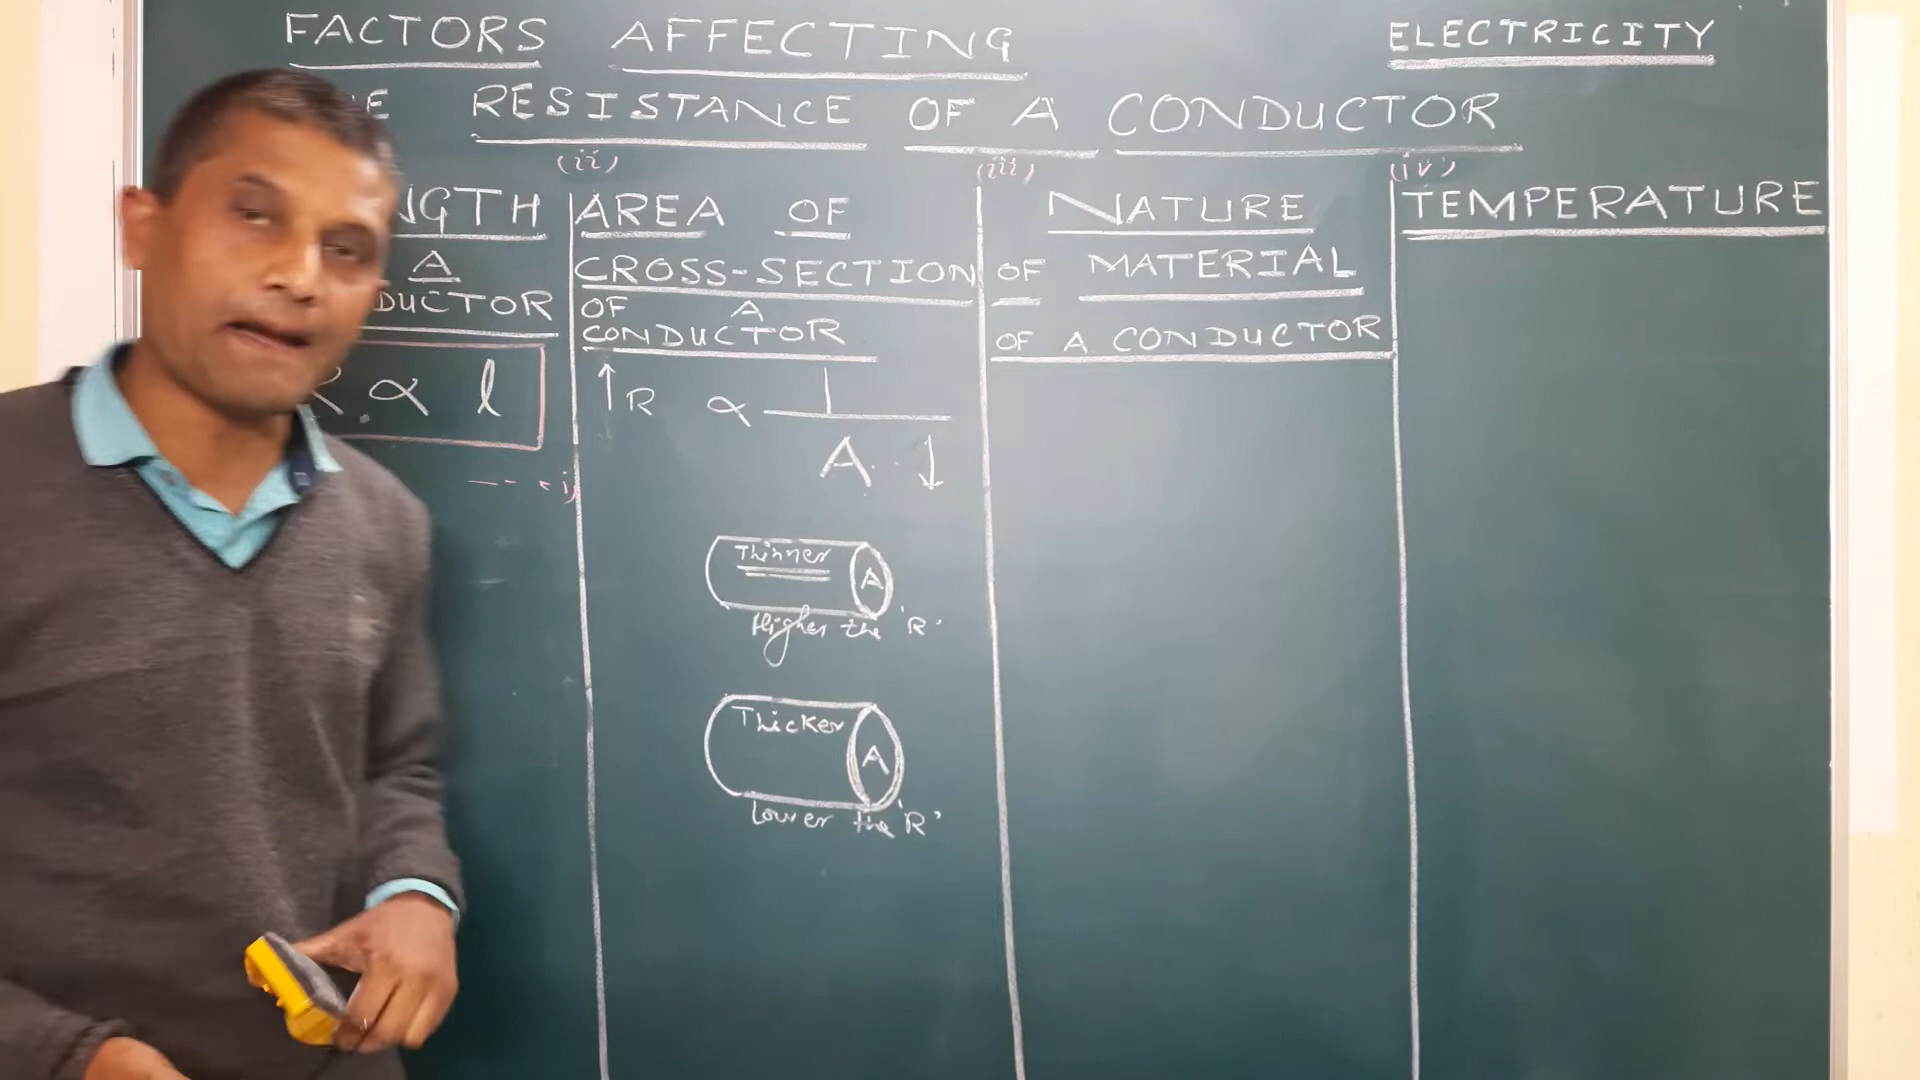 FACTORS AFFECTING
ELECTRICITY
RESISTANCE OF A CONDUCTOR
(ii)
(iii)
(iv)
NGTH
A
DUCTOR
∝ l
AREA OF
CROSS-SECTION
OF A
CONDUCTOR
↑R ∝ 1
A ↓
Thinner
A
Higher the 'R'
Thicker
A
Lower the 'R'
NATURE
OF MATERIAL
OF A CONDUCTOR
TEMPERATURE